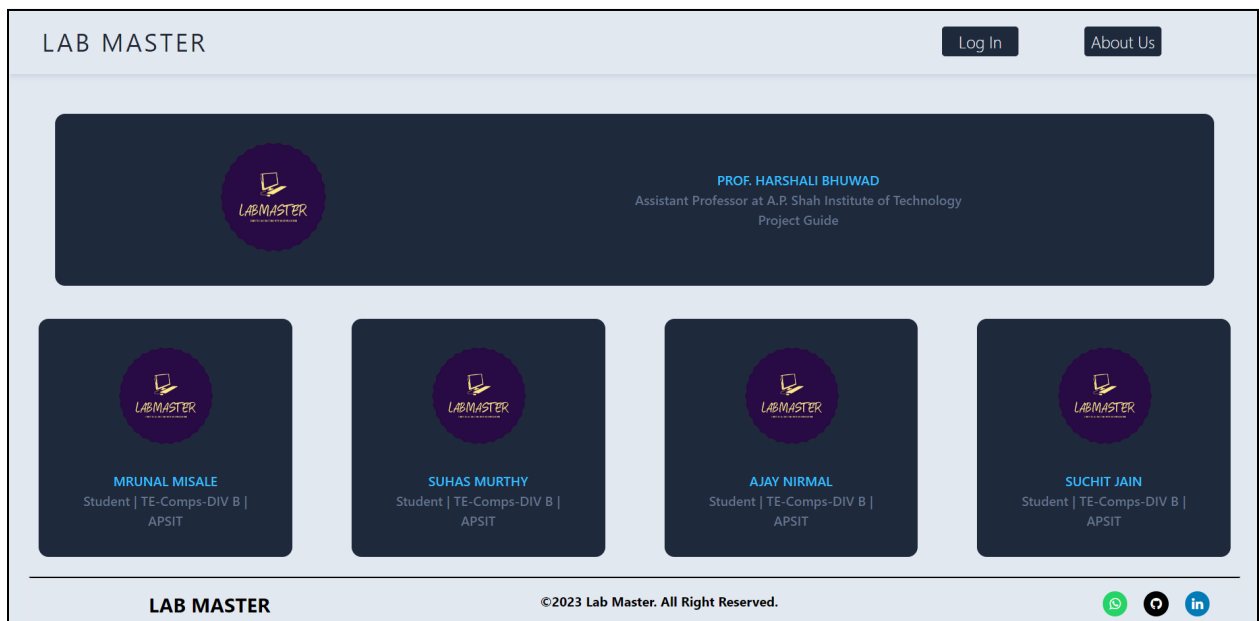 LAB MASTER
Log In
About Us
LABMASTER
PROF. HARSHALI BHUWAD
Assistant Professor at A.P. Shah Institute of Technology
Project Guide
LABMASTER
MRUNAL MISALE
Student | TE-Comps-DIV B |
APSIT
LABMASTER
SUHAS MURTHY
Student | TE-Comps-DIV B |
APSIT
LABMASTER
AJAY NIRMAL
Student | TE-Comps-DIV B |
APSIT
LABMASTER
SUCHIT JAIN
Student | TE-Comps-DIV B |
APSIT
LAB MASTER
©2023 Lab Master. All Right Reserved.
in